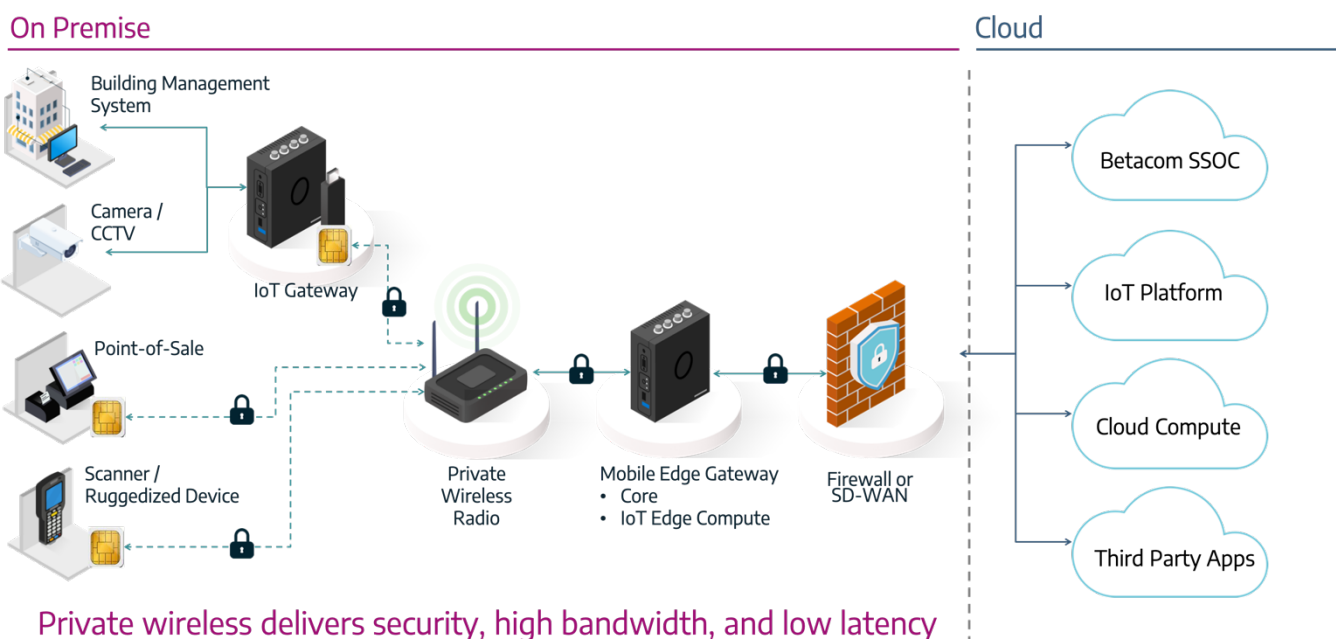 On Premise
Cloud
Building Management
System
Camera /
CCTV
IoT Gateway
Point-of-Sale
Scanner /
Ruggedized Device
Private
Wireless
Radio
Mobile Edge Gateway
• Core
• IoT Edge Compute
Firewall or
SD-WAN
Betacom SSOC
IoT Platform
Cloud Compute
Third Party Apps
Private wireless delivers security, high bandwidth, and low latency